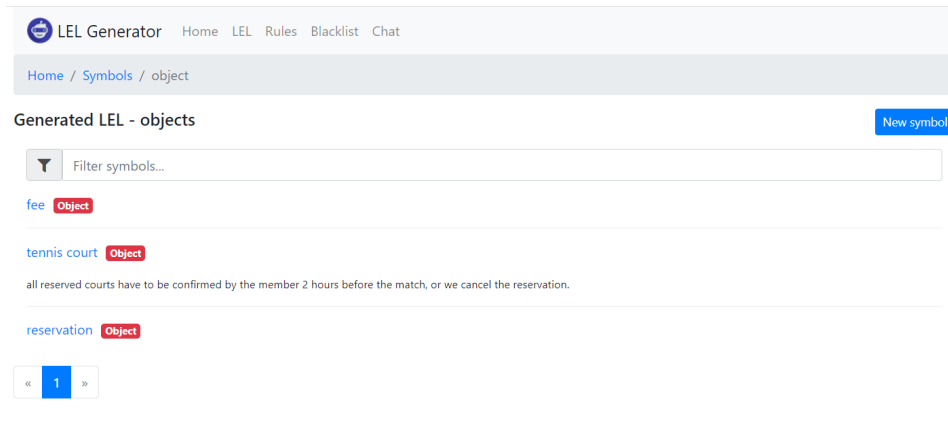 LEL Generator Home LEL Rules Blacklist Chat
Home / Symbols / object
Generated LEL - objects New symbol
Filter symbols...
fee Object
tennis court Object
all reserved courts have to be confirmed by the member 2 hours before the match, or we cancel the reservation.
reservation Object
« 1 »